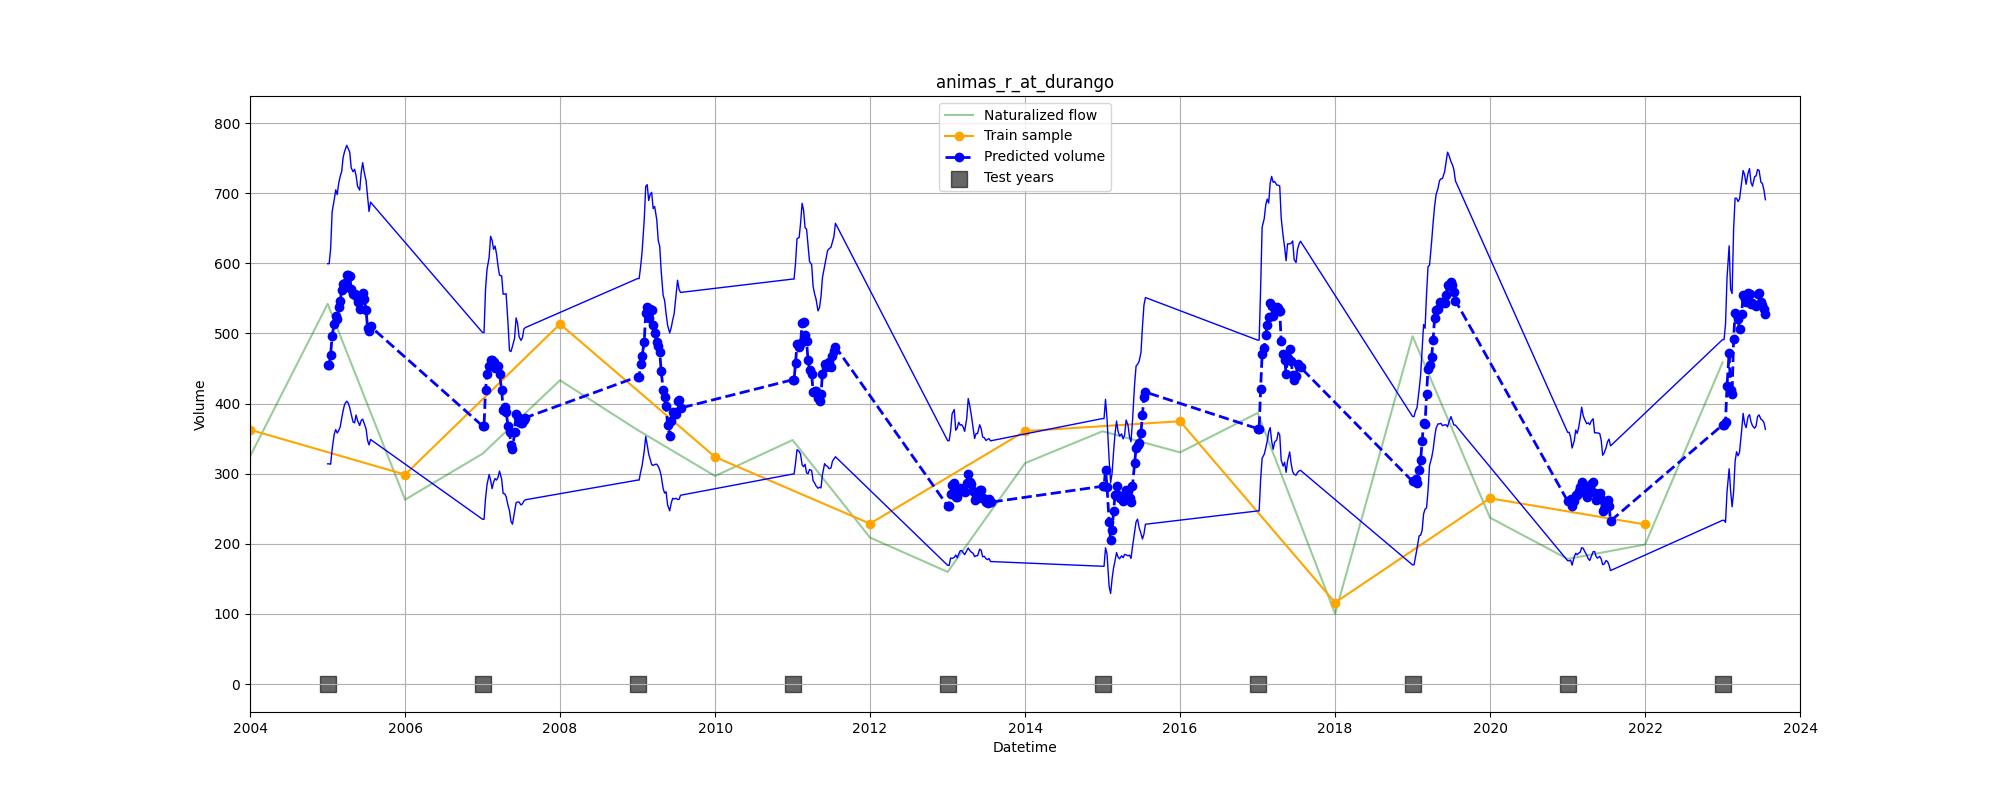 animas_r_at_durango
Naturalized flow
Train sample
Predicted volume
Test years
800
700
600
500
400
300
200
100
0
Volume
2004 2006 2008 2010 2012 2014 2016 2018 2020 2022 2024
Datetime